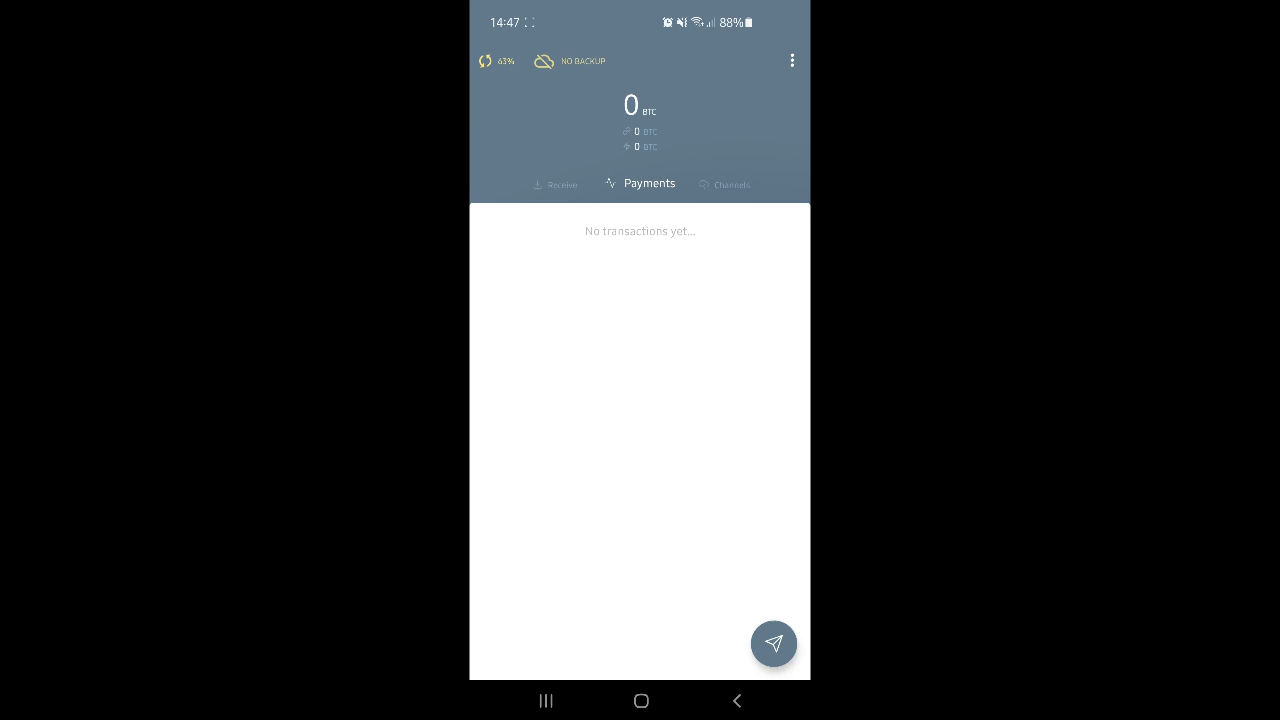 14:47 88%
63% NO BACKUP
0 BTC
0 BTC
0 BTC
Receive Payments Channels
No transactions yet...